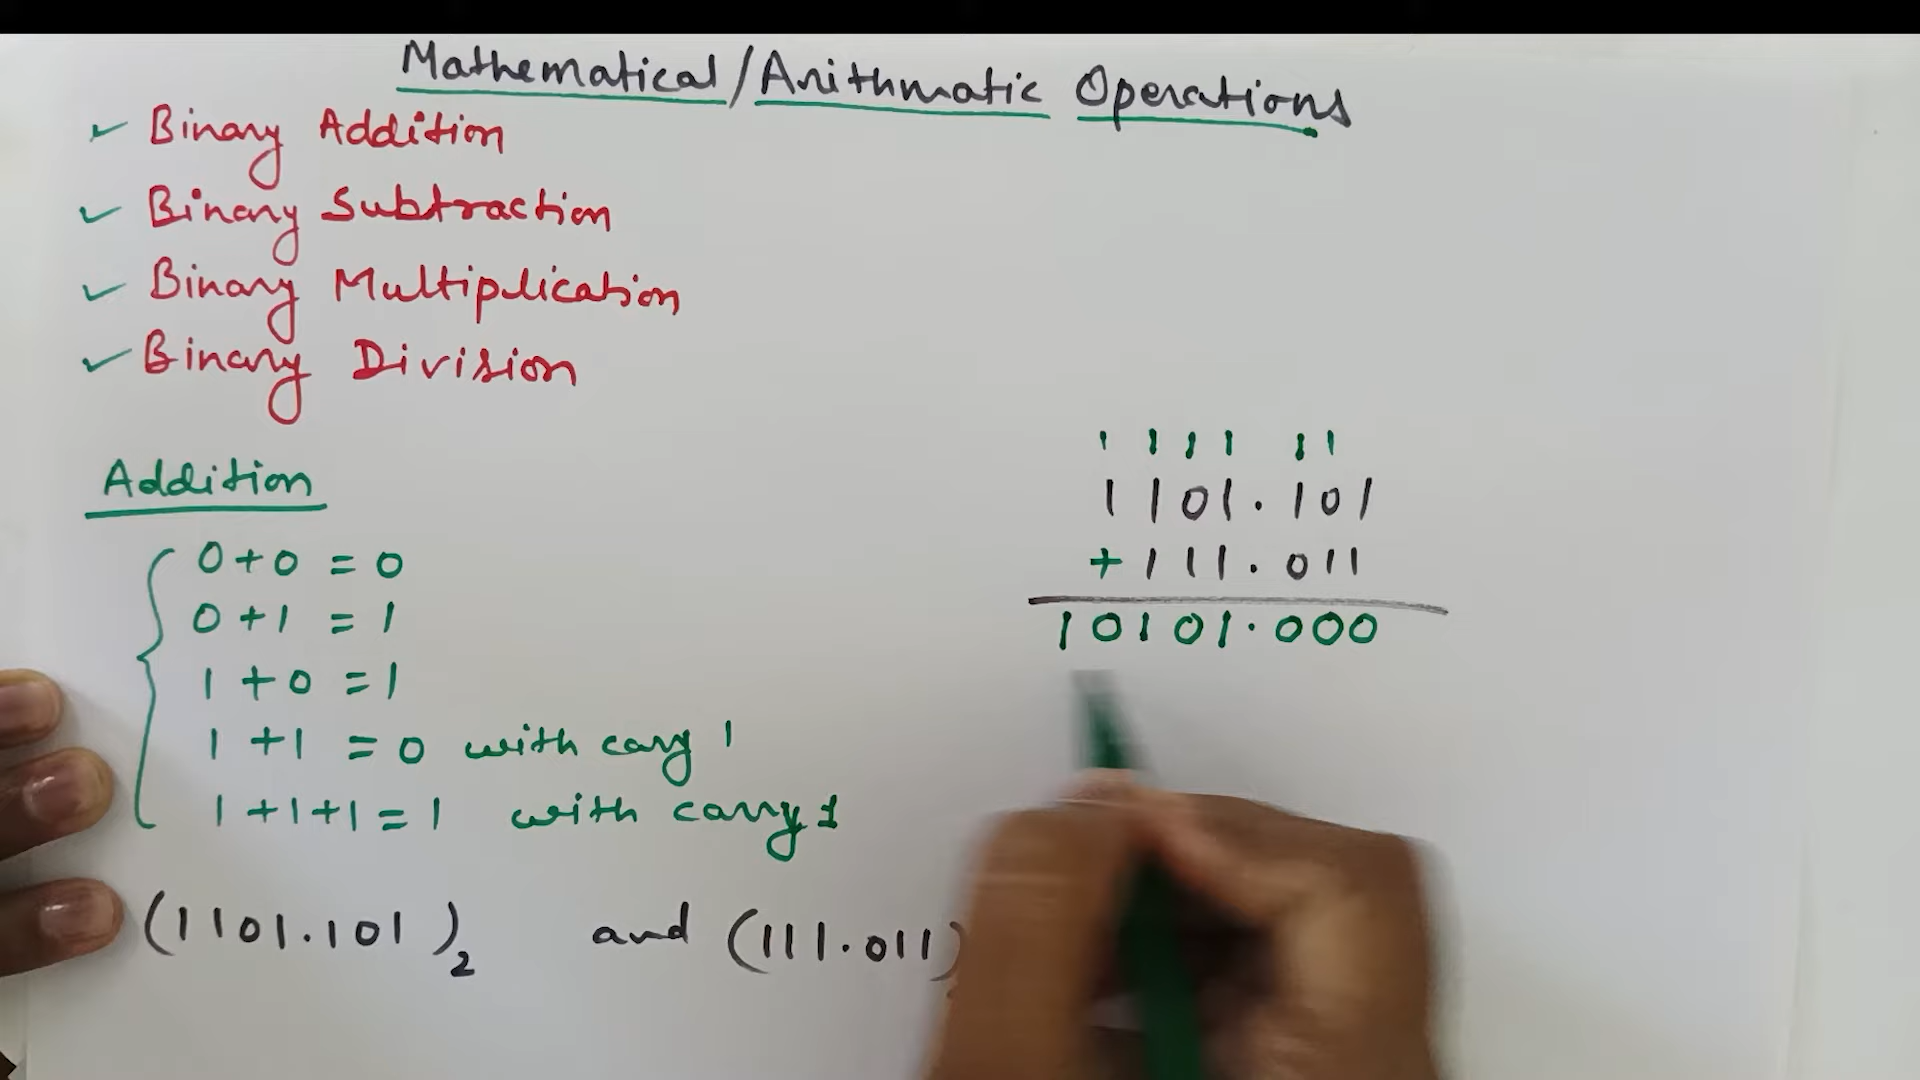 Mathematical/Arithmatic Operations
✓ Binary Addition
✓ Binary Subtraction
✓ Binary Multiplication
✓ Binary Division
Addition
0+0 = 0
0+1 = 1
1+0 = 1
1+1 = 0 with cary 1
1+1+1 = 1 with carry 1
(1101.101)₂ and (111.011)
1 1 1 1 1 1
1101.101
+ 111.011
10101.000